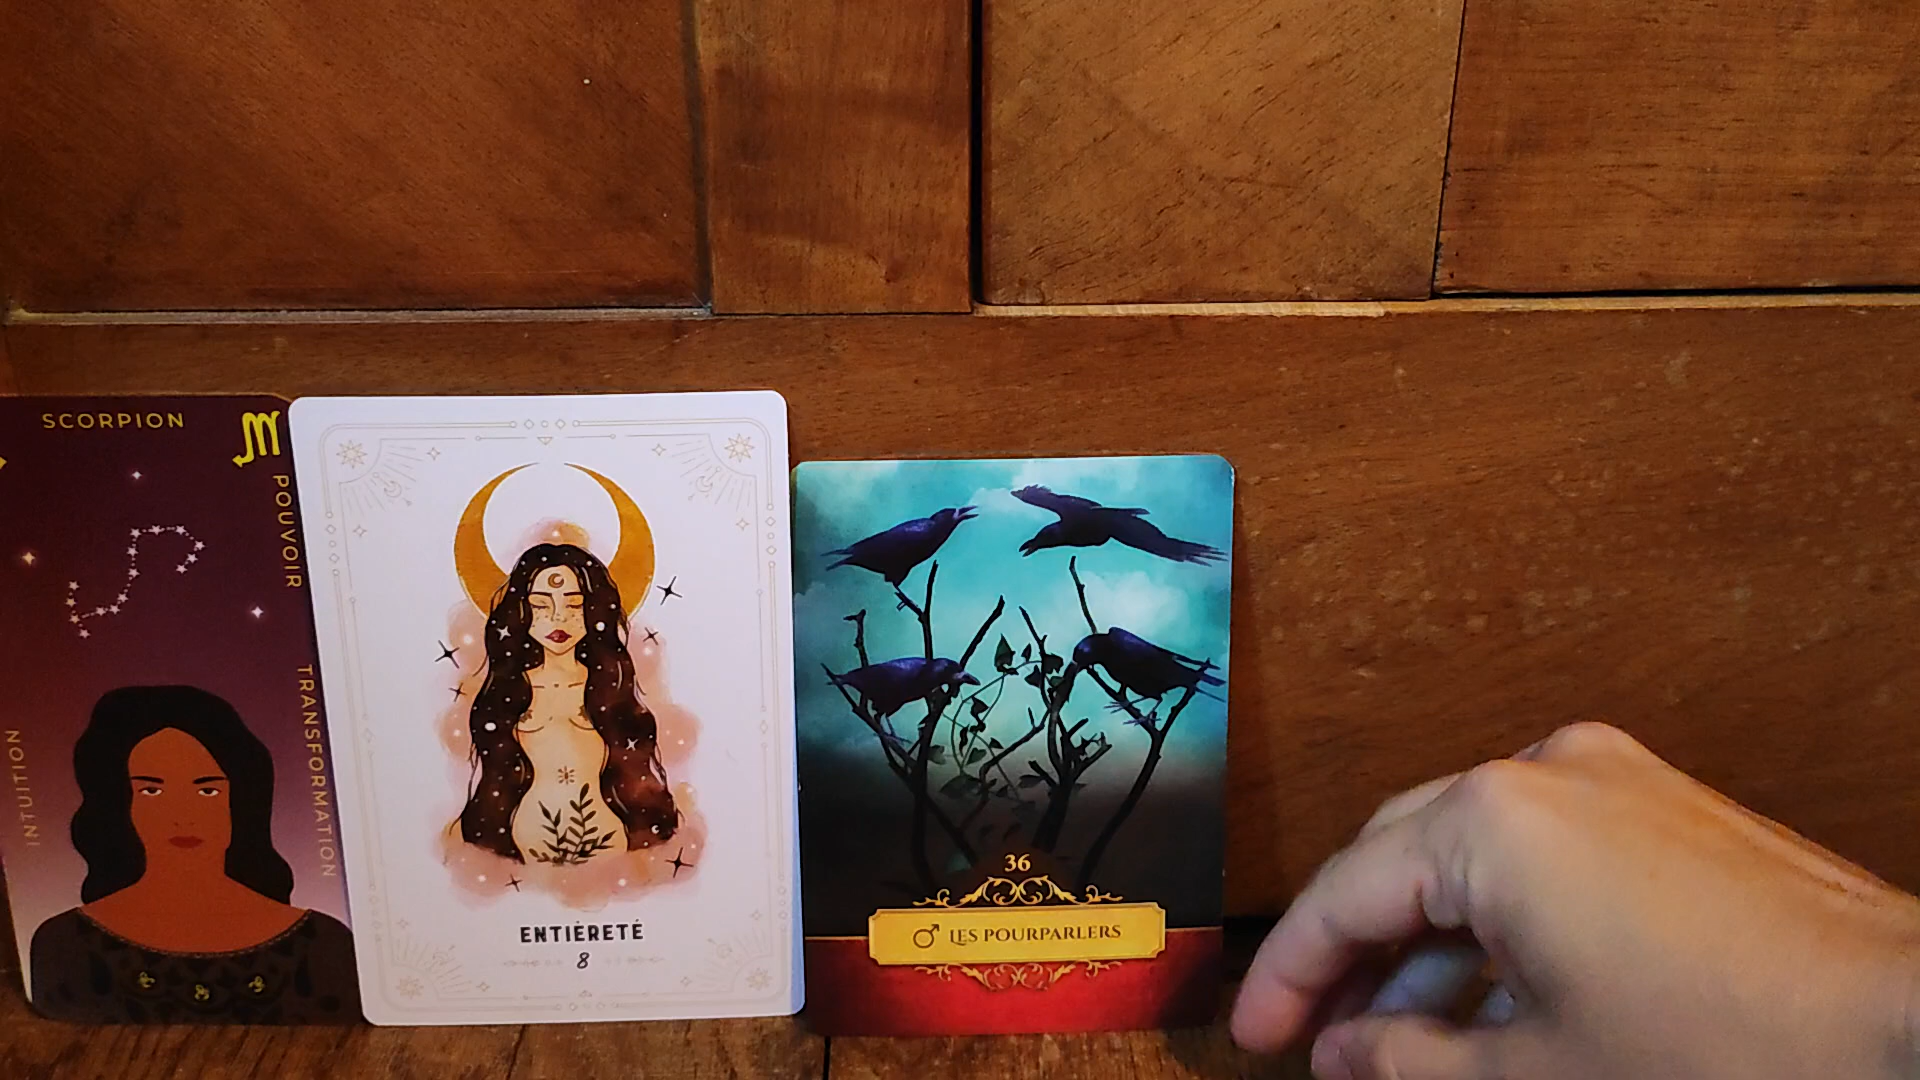 SCORPION
POUVOIR
TRANSFORMATION
INTUITION
ENTIÈRETÉ
8
36
LES POURPARLERS